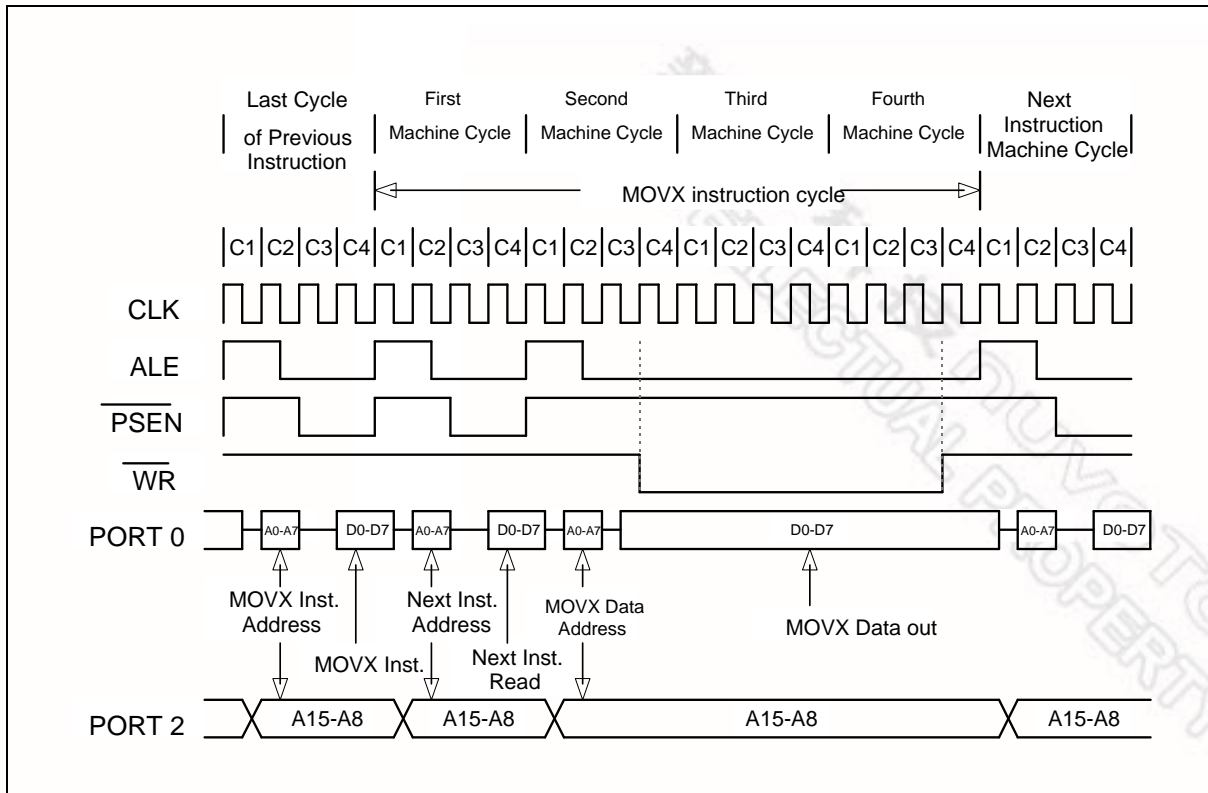 Last Cycle
of Previous
Instruction
First
Machine Cycle
Second
Machine Cycle
Third
Machine Cycle
Fourth
Machine Cycle
Next
Instruction
Machine Cycle
MOVX instruction cycle
C1 C2 C3 C4 C1 C2 C3 C4 C1 C2 C3 C4 C1 C2 C3 C4 C1 C2 C3 C4 C1 C2 C3 C4
CLK
ALE
PSEN
WR
PORT 0
A0-A7 D0-D7 A0-A7 D0-D7 A0-A7 D0-D7 A0-A7 D0-D7
MOVX Inst.
Address
MOVX Inst.
Next Inst.
Address
Next Inst.
Read
MOVX Data
Address
MOVX Data out
PORT 2
A15-A8 A15-A8 A15-A8 A15-A8